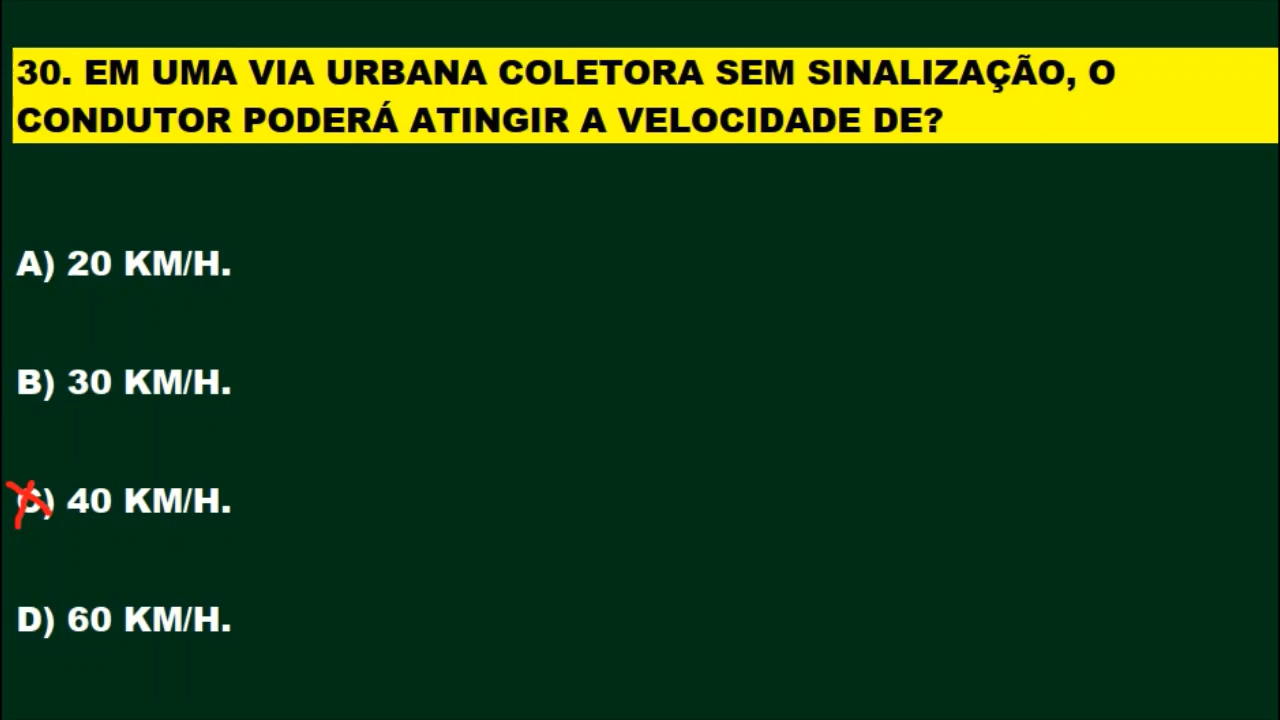 30. EM UMA VIA URBANA COLETORA SEM SINALIZAÇÃO, O
CONDUTOR PODERÁ ATINGIR A VELOCIDADE DE?
A) 20 KM/H.
B) 30 KM/H.
C) 40 KM/H.
D) 60 KM/H.